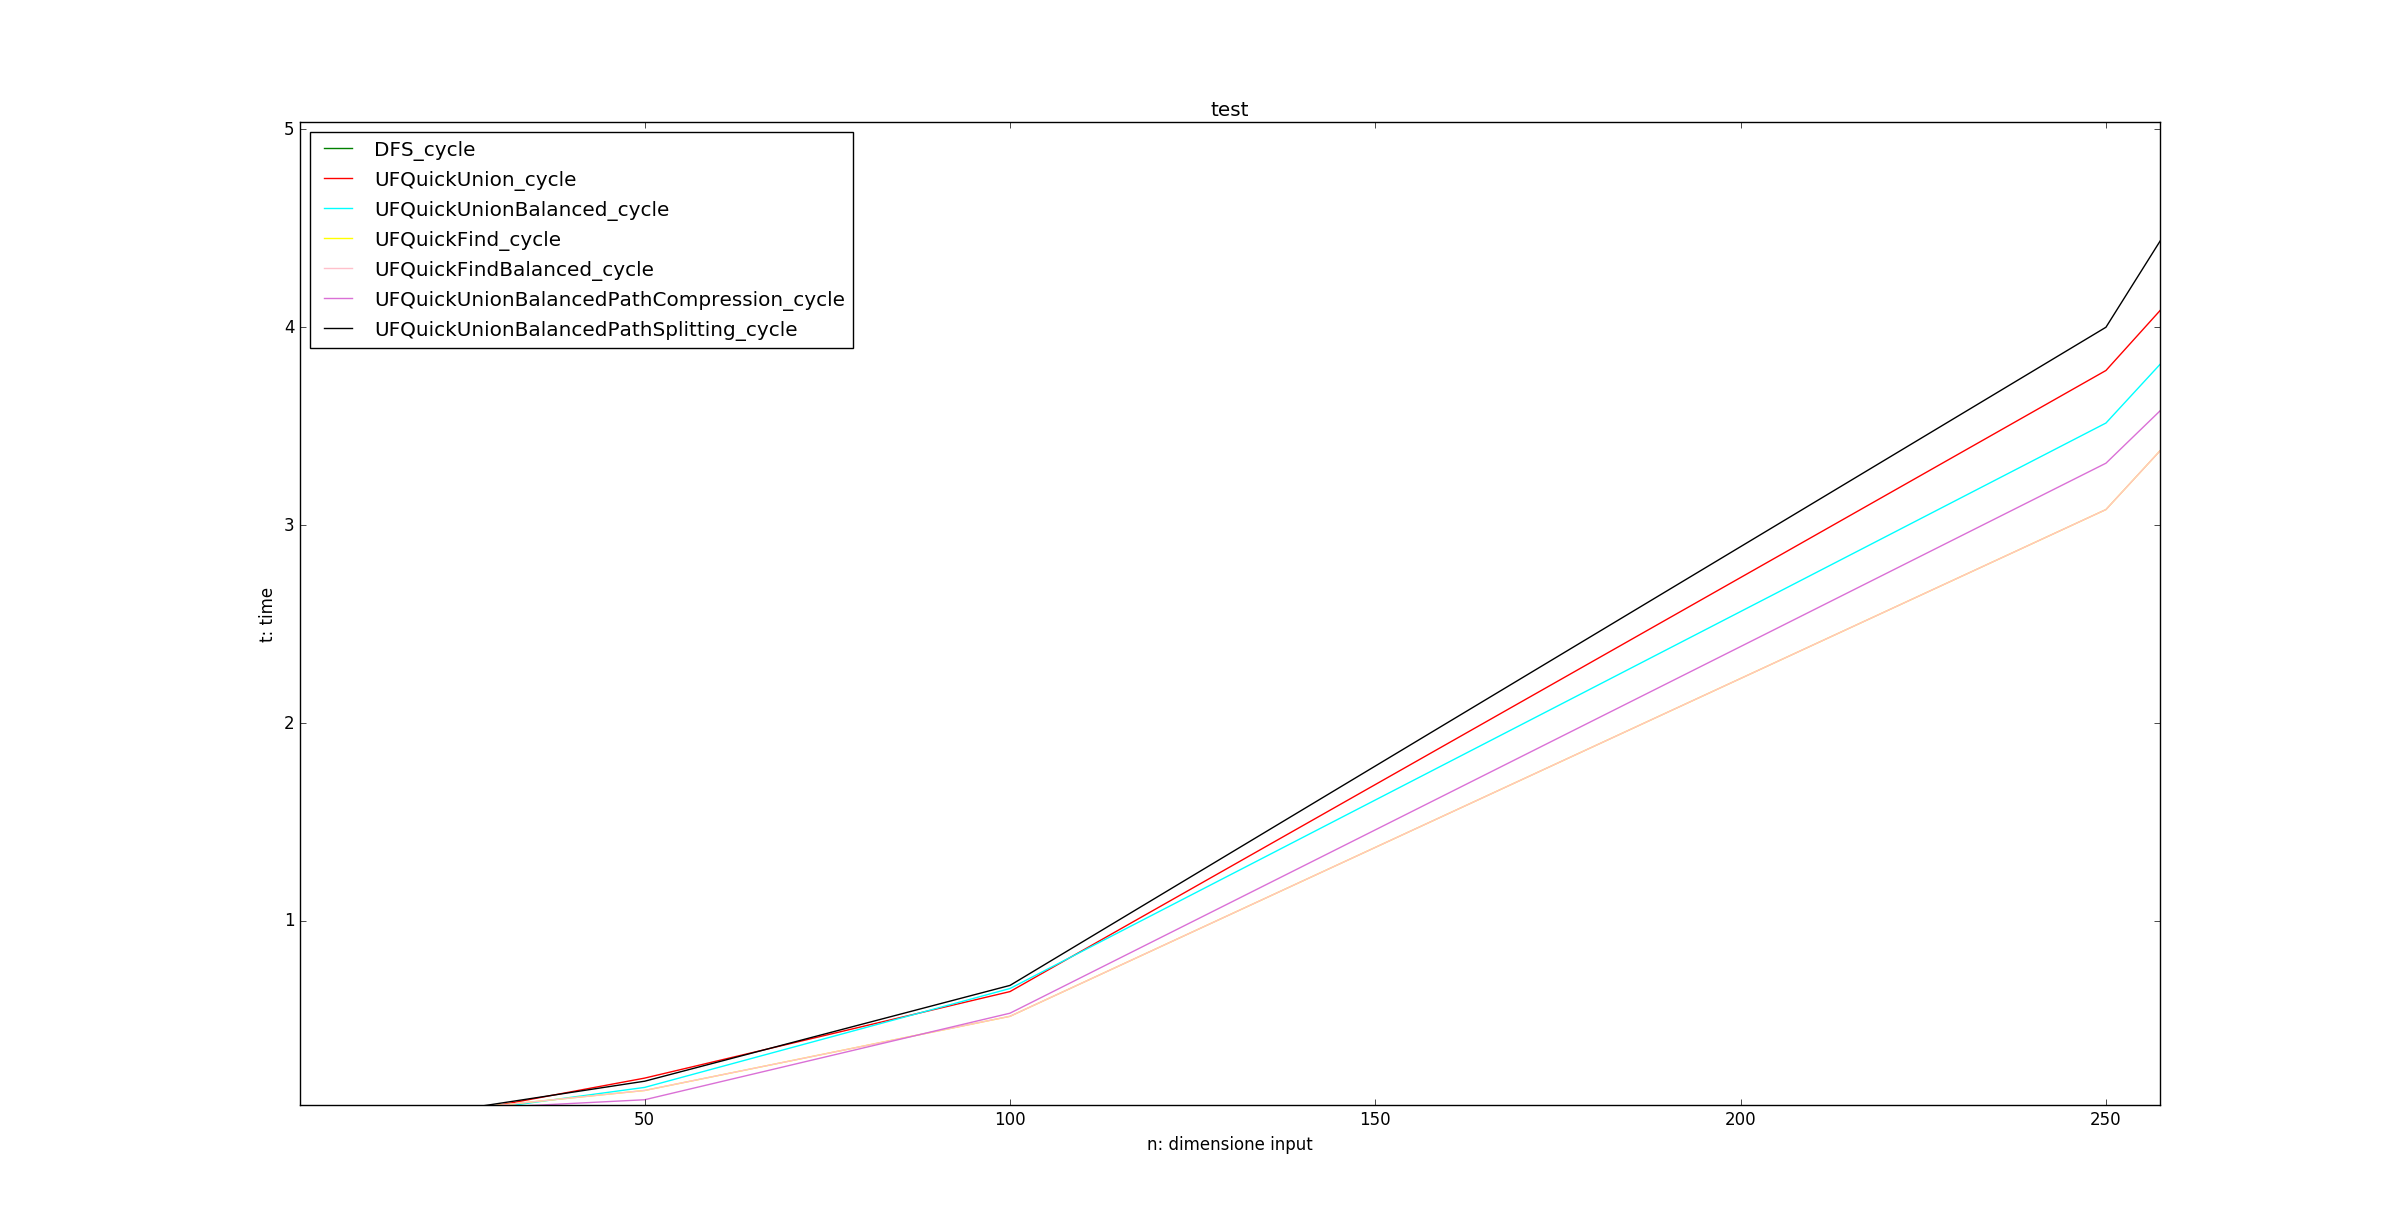 test
5
4
3
2
1
DFS_cycle
UFQuickUnion_cycle
UFQuickUnionBalanced_cycle
UFQuickFind_cycle
UFQuickFindBalanced_cycle
UFQuickUnionBalancedPathCompression_cycle
UFQuickUnionBalancedPathSplitting_cycle
t: time
50 100 150 200 250
n: dimensione input